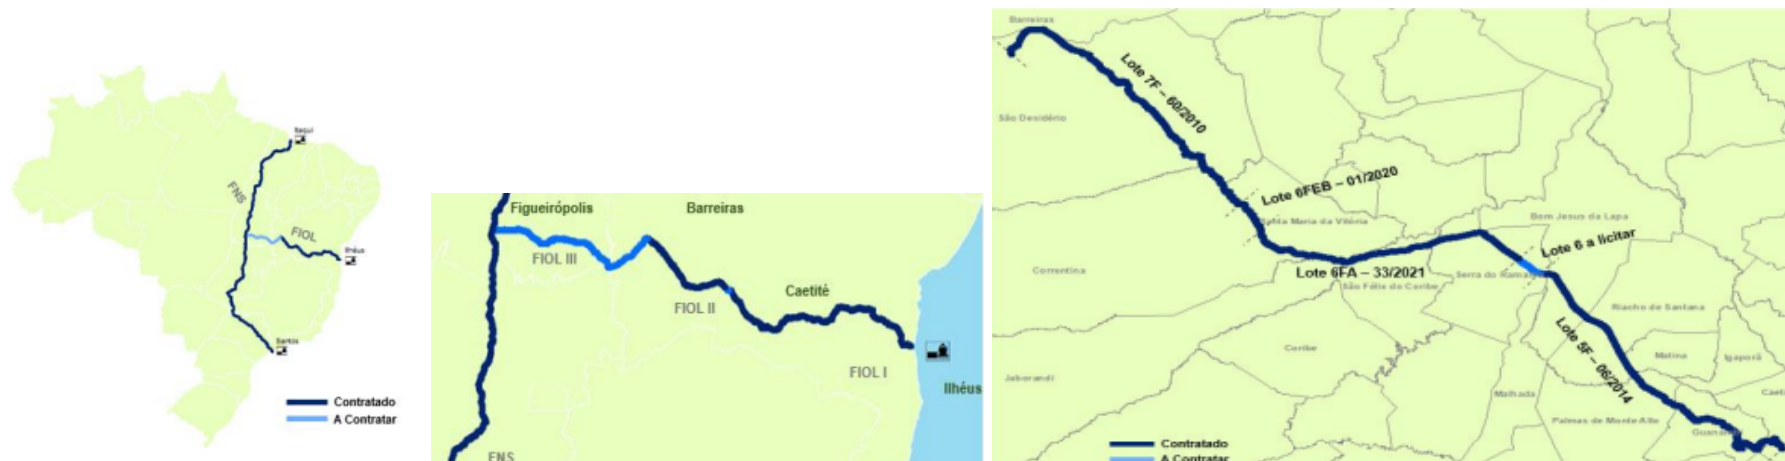 Itaqui
FNS
FIOL
Ilhéus
Santos
Contratado
A Contratar
Figueirópolis
Barreiras
FIOL III
Caetité
FIOL II
FIOL I
Ilhéus
FNS
Barreiras
Lote 7F – 60/2010
São Desidério
Lote 6FEB – 01/2020
Santa Maria da Vitória
Bom Jesus da Lapa
Lote 6 a licitar
Correntina
Lote 6FA – 33/2021
Serra do Ramalho
São Félix do Coribe
Riacho de Santana
Lote 5F – 06/2014
Coribe
Matina
Igaporã
Jaborandi
Malhada
Palmas de Monte Alto
Contratado
A Contratar